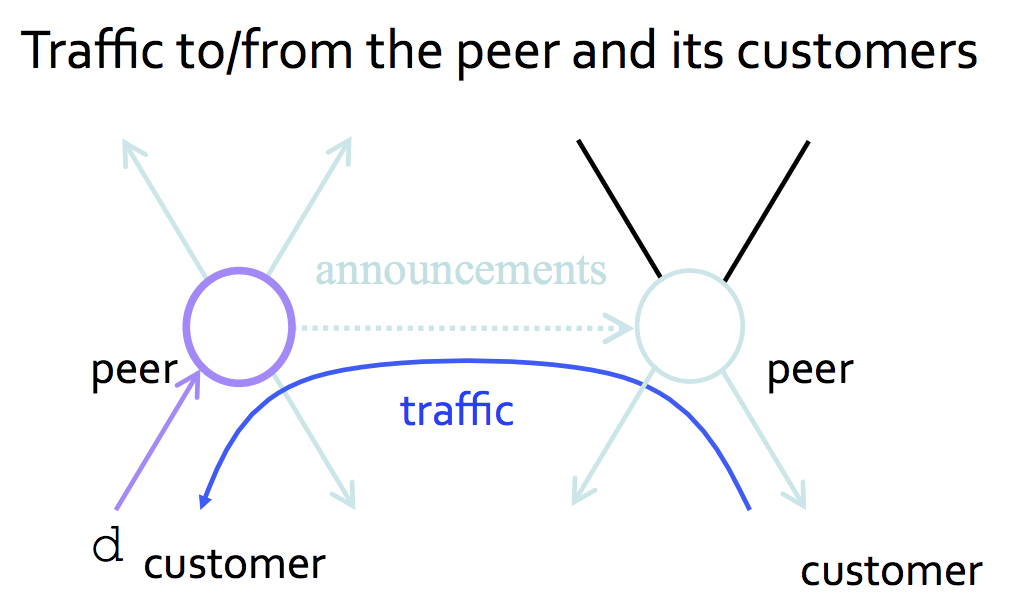 Traffic to/from the peer and its customers
announcements
peer
peer
traffic
d
customer
customer